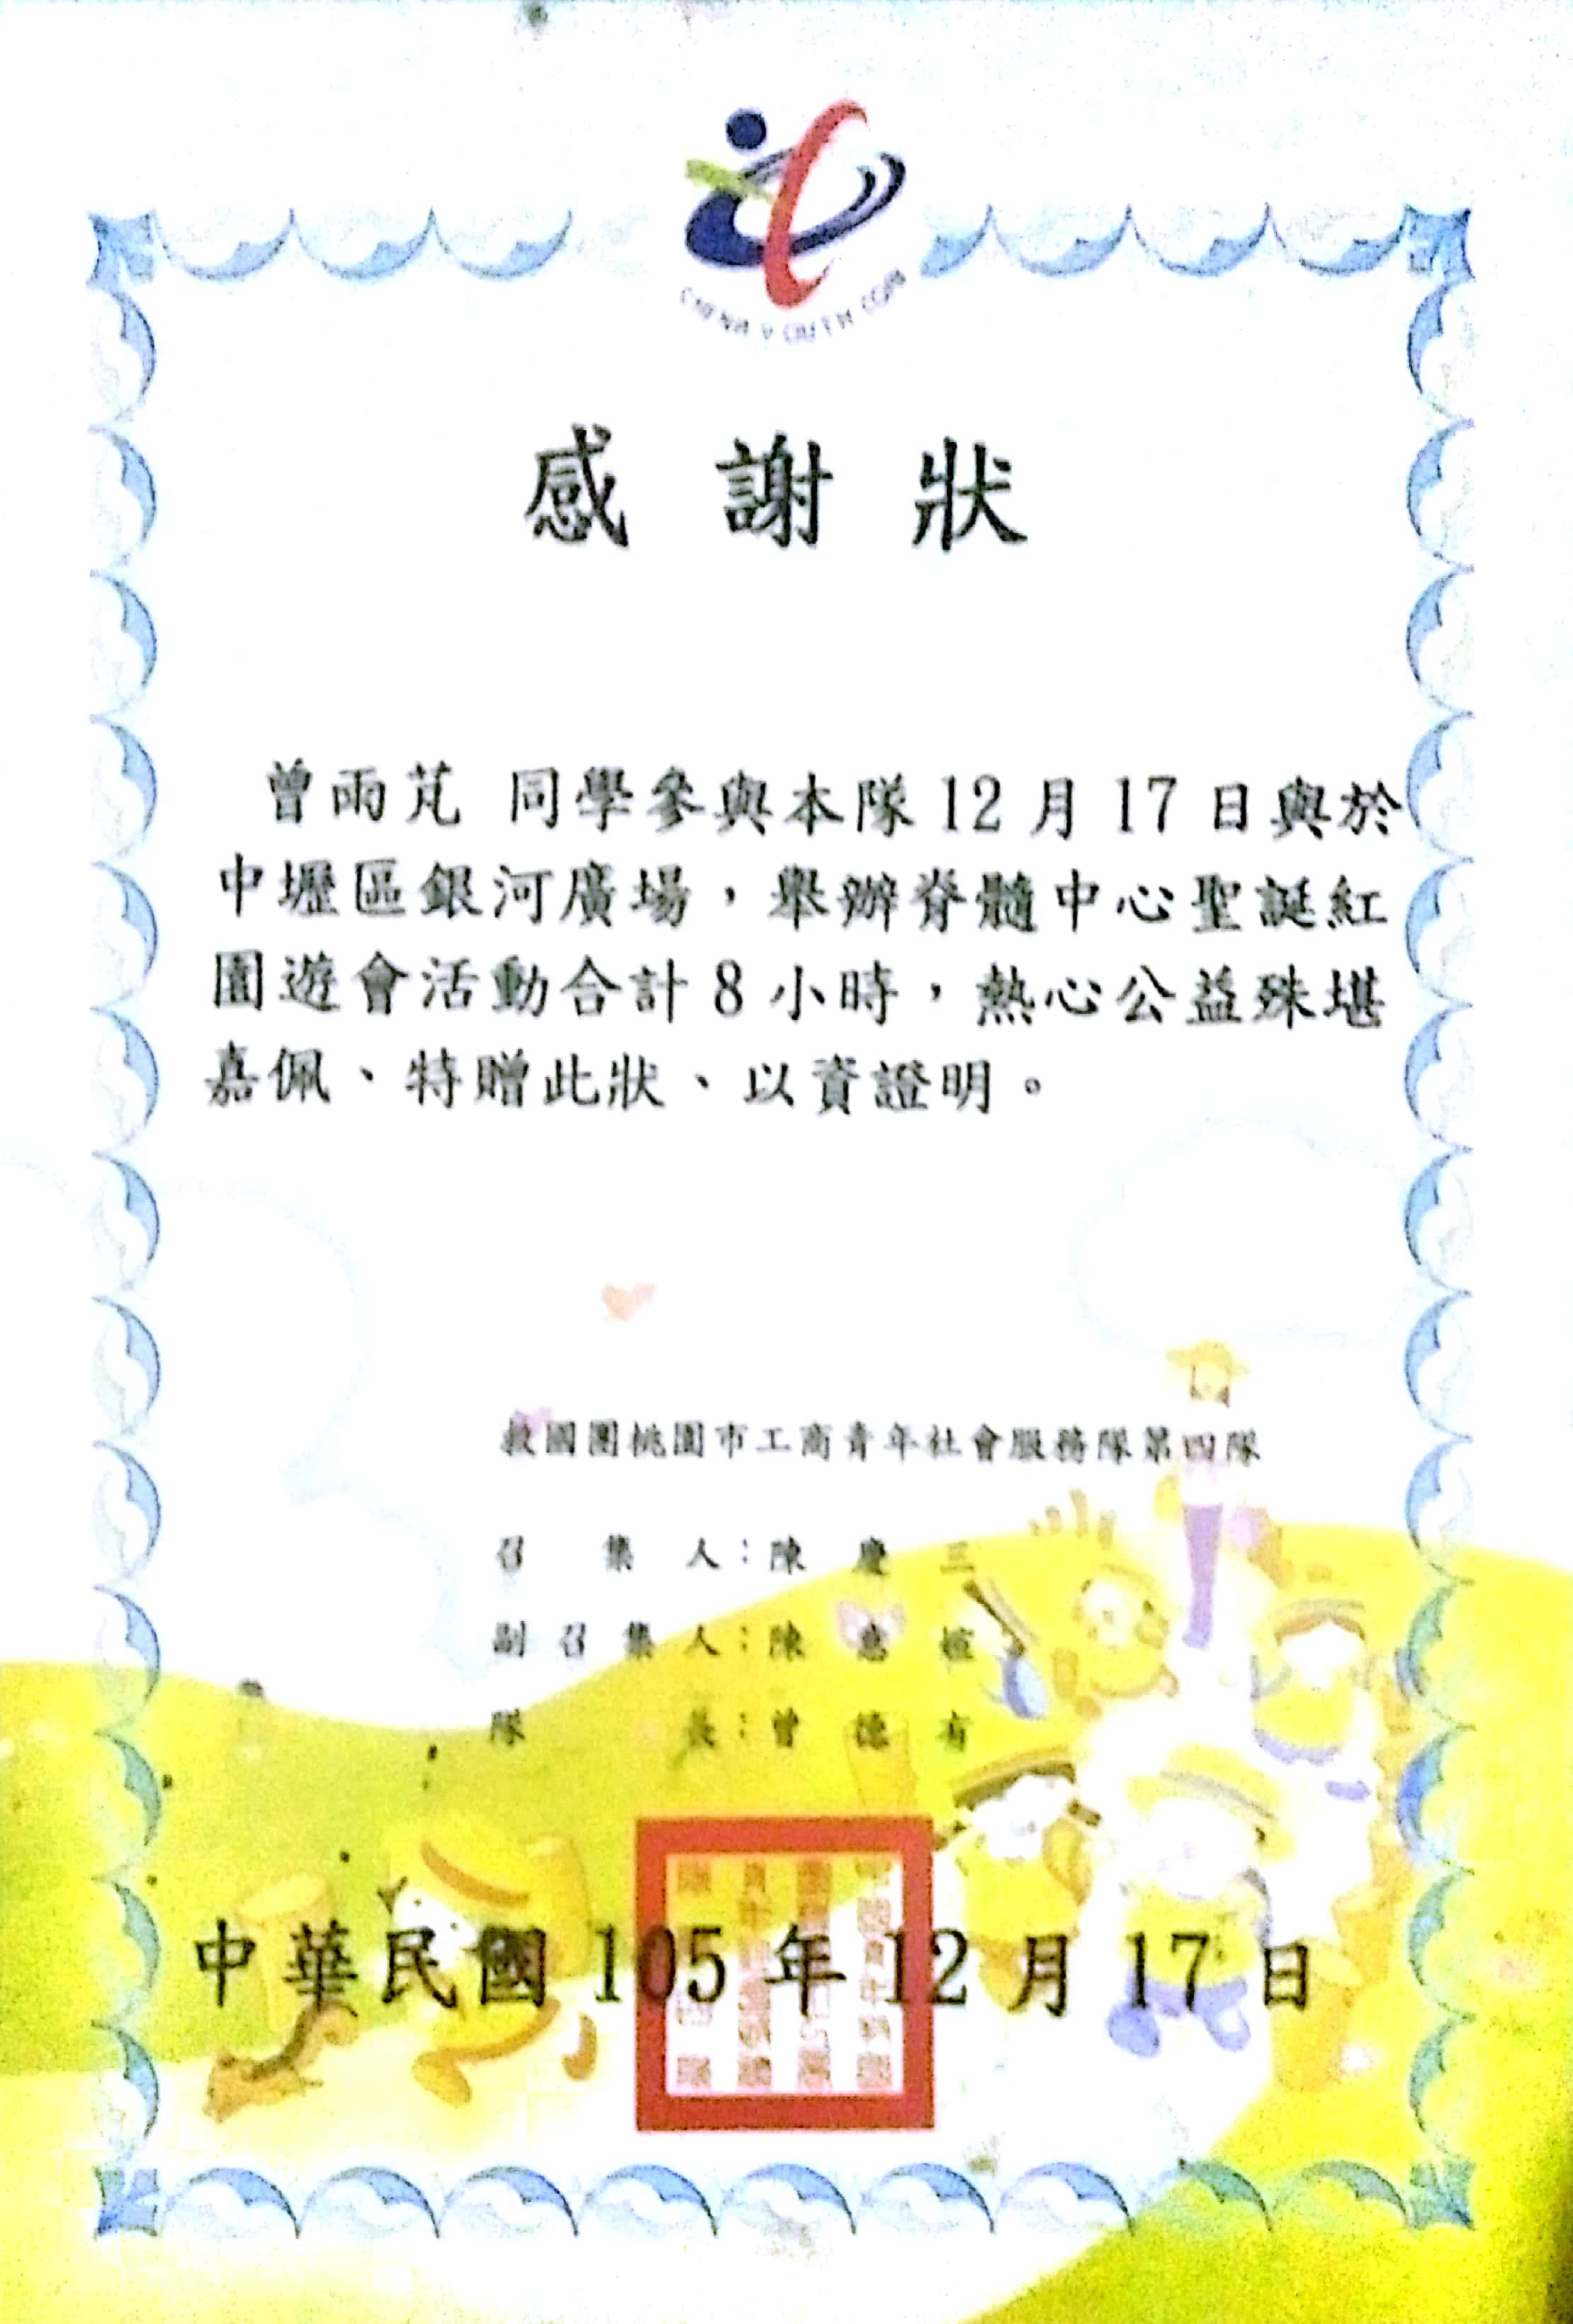 CHINA YOUTH CORPS
感謝狀
曾雨芃 同學參與本隊12月17日與於
中壢區銀河廣場，舉辦脊髓中心聖誕紅
園遊會活動合計8小時，熱心公益殊堪
嘉佩、特贈此狀、以資證明。
救國團桃園市工商青年社會服務隊第四隊
召集人：陳慶三
副召集人：陳惠
隊長：曾德有
中華民國105年12月17日